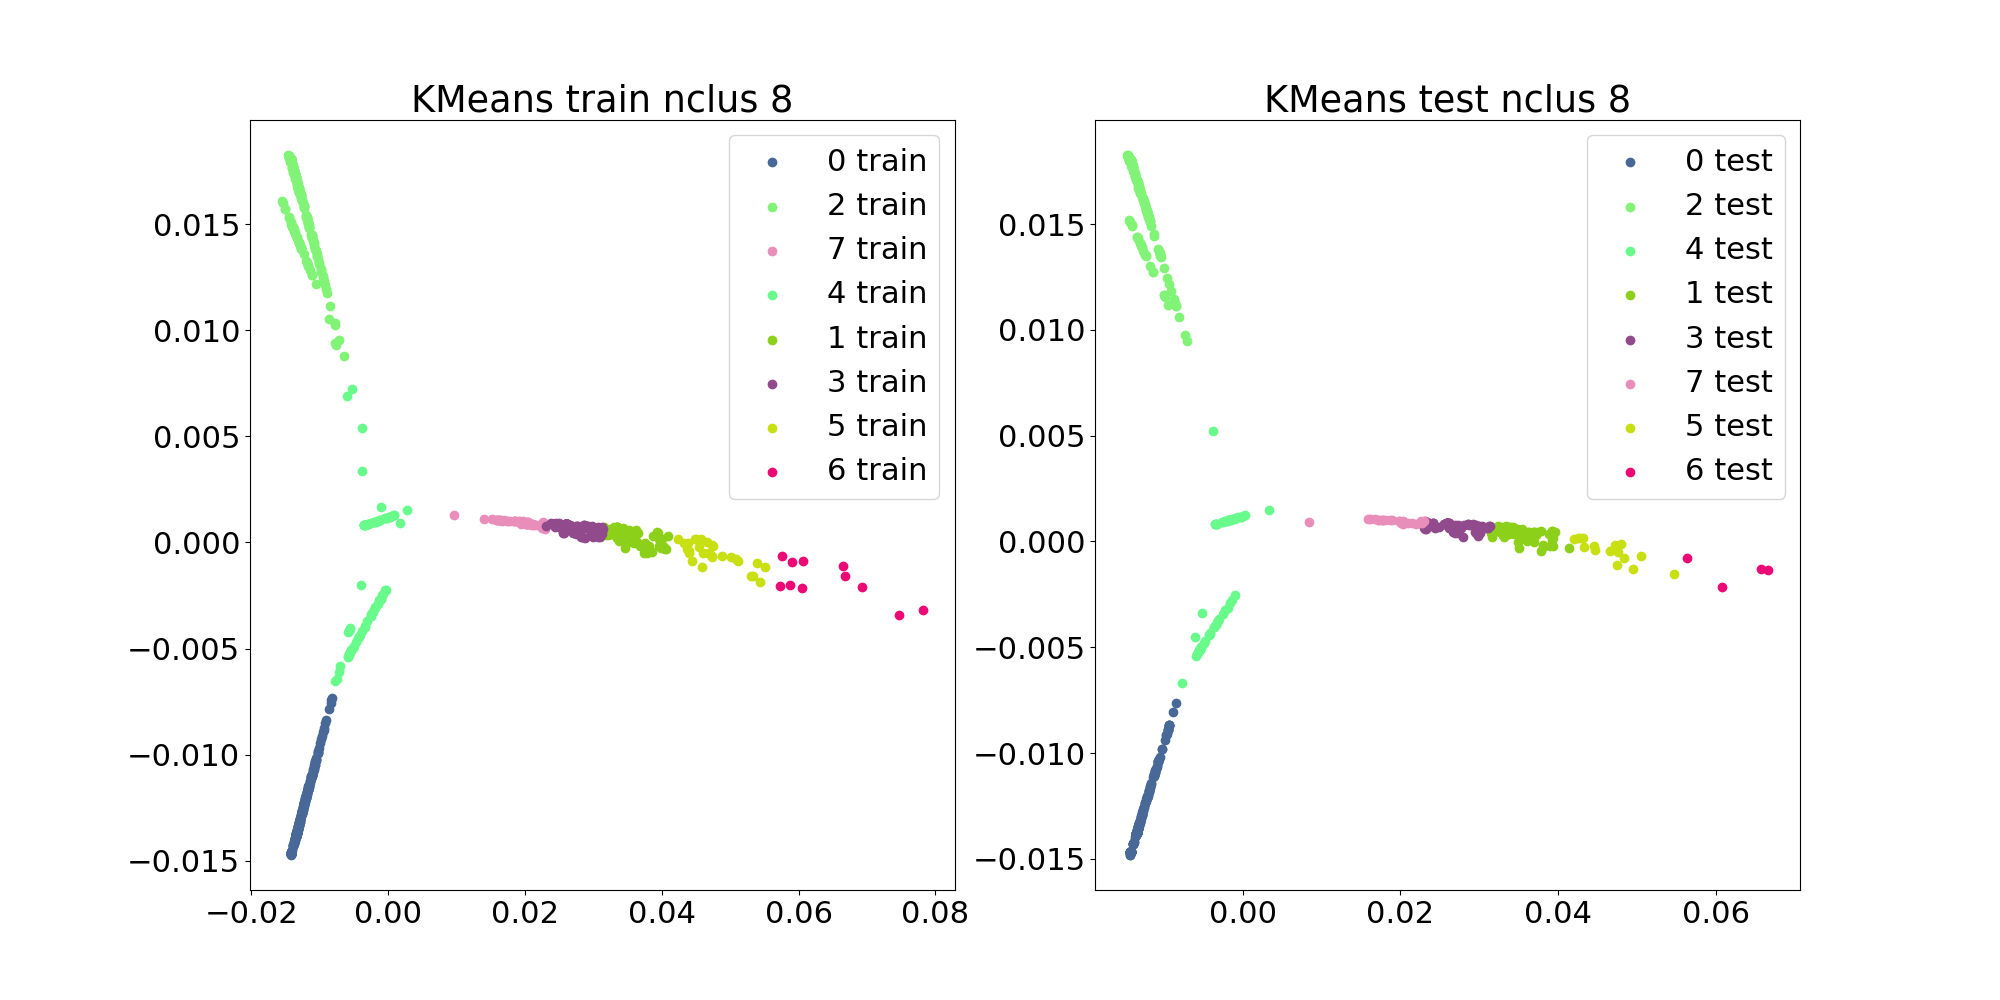 KMeans train nclus 8
0 train
2 train
7 train
4 train
1 train
3 train
5 train
6 train
0.015
0.010
0.005
0.000
−0.005
−0.010
−0.015
−0.02 0.00 0.02 0.04 0.06 0.08
KMeans test nclus 8
0 test
2 test
4 test
1 test
3 test
7 test
5 test
6 test
0.015
0.010
0.005
0.000
−0.005
−0.010
−0.015
0.00 0.02 0.04 0.06